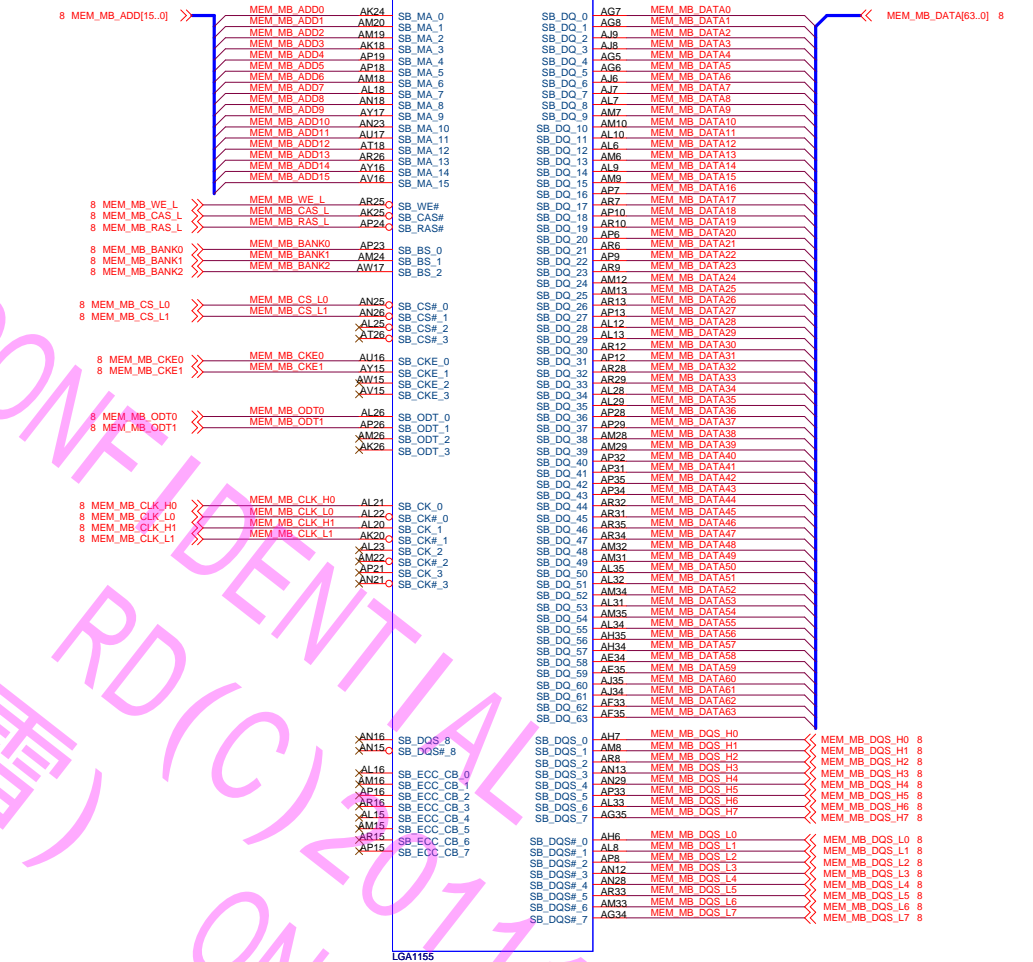 8 MEM_MB_ADD[15..0]
MEM_MB_ADD0 AK24 SB_MA_0
MEM_MB_ADD1 AM20 SB_MA_1
MEM_MB_ADD2 AM19 SB_MA_2
MEM_MB_ADD3 AK18 SB_MA_3
MEM_MB_ADD4 AP19 SB_MA_4
MEM_MB_ADD5 AP18 SB_MA_5
MEM_MB_ADD6 AM18 SB_MA_6
MEM_MB_ADD7 AL18 SB_MA_7
MEM_MB_ADD8 AN18 SB_MA_8
MEM_MB_ADD9 AY17 SB_MA_9
MEM_MB_ADD10 AN23 SB_MA_10
MEM_MB_ADD11 AU17 SB_MA_11
MEM_MB_ADD12 AT18 SB_MA_12
MEM_MB_ADD13 AR26 SB_MA_13
MEM_MB_ADD14 AY16 SB_MA_14
MEM_MB_ADD15 AV16 SB_MA_15
8 MEM_MB_WE_L MEM_MB_WE_L AR25 SB_WE#
8 MEM_MB_CAS_L MEM_MB_CAS_L AK25 SB_CAS#
8 MEM_MB_RAS_L MEM_MB_RAS_L AP24 SB_RAS#
8 MEM_MB_BANK0 MEM_MB_BANK0 AP23 SB_BS_0
8 MEM_MB_BANK1 MEM_MB_BANK1 AM24 SB_BS_1
8 MEM_MB_BANK2 MEM_MB_BANK2 AW17 SB_BS_2
8 MEM_MB_CS_L0 MEM_MB_CS_L0 AN25 SB_CS#_0
8 MEM_MB_CS_L1 MEM_MB_CS_L1 AN26 SB_CS#_1
AL25 SB_CS#_2
AT26 SB_CS#_3
8 MEM_MB_CKE0 MEM_MB_CKE0 AU16 SB_CKE_0
8 MEM_MB_CKE1 MEM_MB_CKE1 AY15 SB_CKE_1
AW15 SB_CKE_2
AV15 SB_CKE_3
8 MEM_MB_ODT0 MEM_MB_ODT0 AL26 SB_ODT_0
8 MEM_MB_ODT1 MEM_MB_ODT1 AP26 SB_ODT_1
AM26 SB_ODT_2
AK26 SB_ODT_3
8 MEM_MB_CLK_H0 MEM_MB_CLK_H0 AL21 SB_CK_0
8 MEM_MB_CLK_L0 MEM_MB_CLK_L0 AL22 SB_CK#_0
8 MEM_MB_CLK_H1 MEM_MB_CLK_H1 AL20 SB_CK_1
8 MEM_MB_CLK_L1 MEM_MB_CLK_L1 AK20 SB_CK#_1
AL23 SB_CK_2
AM22 SB_CK#_2
AP21 SB_CK_3
AN21 SB_CK#_3
AN16 SB_DQS_8
AN15 SB_DQS#_8
AL16 SB_ECC_CB_0
AM16 SB_ECC_CB_1
AP16 SB_ECC_CB_2
AR16 SB_ECC_CB_3
AL15 SB_ECC_CB_4
AM15 SB_ECC_CB_5
AR15 SB_ECC_CB_6
AP15 SB_ECC_CB_7
MEM_MB_DATA[63..0] 8
SB_DQ_0 AG7 MEM_MB_DATA0
SB_DQ_1 AG8 MEM_MB_DATA1
SB_DQ_2 AJ9 MEM_MB_DATA2
SB_DQ_3 AJ8 MEM_MB_DATA3
SB_DQ_4 AG5 MEM_MB_DATA4
SB_DQ_5 AG6 MEM_MB_DATA5
SB_DQ_6 AJ6 MEM_MB_DATA6
SB_DQ_7 AJ7 MEM_MB_DATA7
SB_DQ_8 AL7 MEM_MB_DATA8
SB_DQ_9 AM7 MEM_MB_DATA9
SB_DQ_10 AM10 MEM_MB_DATA10
SB_DQ_11 AL10 MEM_MB_DATA11
SB_DQ_12 AL6 MEM_MB_DATA12
SB_DQ_13 AM6 MEM_MB_DATA13
SB_DQ_14 AL9 MEM_MB_DATA14
SB_DQ_15 AM9 MEM_MB_DATA15
SB_DQ_16 AP7 MEM_MB_DATA16
SB_DQ_17 AR7 MEM_MB_DATA17
SB_DQ_18 AP10 MEM_MB_DATA18
SB_DQ_19 AR10 MEM_MB_DATA19
SB_DQ_20 AP6 MEM_MB_DATA20
SB_DQ_21 AR6 MEM_MB_DATA21
SB_DQ_22 AP9 MEM_MB_DATA22
SB_DQ_23 AR9 MEM_MB_DATA23
SB_DQ_24 AM12 MEM_MB_DATA24
SB_DQ_25 AM13 MEM_MB_DATA25
SB_DQ_26 AR13 MEM_MB_DATA26
SB_DQ_27 AP13 MEM_MB_DATA27
SB_DQ_28 AL12 MEM_MB_DATA28
SB_DQ_29 AL13 MEM_MB_DATA29
SB_DQ_30 AR12 MEM_MB_DATA30
SB_DQ_31 AP12 MEM_MB_DATA31
SB_DQ_32 AR28 MEM_MB_DATA32
SB_DQ_33 AR29 MEM_MB_DATA33
SB_DQ_34 AL28 MEM_MB_DATA34
SB_DQ_35 AL29 MEM_MB_DATA35
SB_DQ_36 AP28 MEM_MB_DATA36
SB_DQ_37 AP29 MEM_MB_DATA37
SB_DQ_38 AM28 MEM_MB_DATA38
SB_DQ_39 AM29 MEM_MB_DATA39
SB_DQ_40 AP32 MEM_MB_DATA40
SB_DQ_41 AP31 MEM_MB_DATA41
SB_DQ_42 AP35 MEM_MB_DATA42
SB_DQ_43 AP34 MEM_MB_DATA43
SB_DQ_44 AR32 MEM_MB_DATA44
SB_DQ_45 AR31 MEM_MB_DATA45
SB_DQ_46 AR35 MEM_MB_DATA46
SB_DQ_47 AR34 MEM_MB_DATA47
SB_DQ_48 AM32 MEM_MB_DATA48
SB_DQ_49 AM31 MEM_MB_DATA49
SB_DQ_50 AL35 MEM_MB_DATA50
SB_DQ_51 AL32 MEM_MB_DATA51
SB_DQ_52 AM34 MEM_MB_DATA52
SB_DQ_53 AL31 MEM_MB_DATA53
SB_DQ_54 AM35 MEM_MB_DATA54
SB_DQ_55 AL34 MEM_MB_DATA55
SB_DQ_56 AH35 MEM_MB_DATA56
SB_DQ_57 AH34 MEM_MB_DATA57
SB_DQ_58 AE34 MEM_MB_DATA58
SB_DQ_59 AE35 MEM_MB_DATA59
SB_DQ_60 AJ35 MEM_MB_DATA60
SB_DQ_61 AJ34 MEM_MB_DATA61
SB_DQ_62 AF33 MEM_MB_DATA62
SB_DQ_63 AF35 MEM_MB_DATA63
SB_DQS_0 AH7 MEM_MB_DQS_H0 MEM_MB_DQS_H0 8
SB_DQS_1 AM8 MEM_MB_DQS_H1 MEM_MB_DQS_H1 8
SB_DQS_2 AR8 MEM_MB_DQS_H2 MEM_MB_DQS_H2 8
SB_DQS_3 AN13 MEM_MB_DQS_H3 MEM_MB_DQS_H3 8
SB_DQS_4 AN29 MEM_MB_DQS_H4 MEM_MB_DQS_H4 8
SB_DQS_5 AP33 MEM_MB_DQS_H5 MEM_MB_DQS_H5 8
SB_DQS_6 AL33 MEM_MB_DQS_H6 MEM_MB_DQS_H6 8
SB_DQS_7 AG35 MEM_MB_DQS_H7 MEM_MB_DQS_H7 8
SB_DQS#_0 AH6 MEM_MB_DQS_L0 MEM_MB_DQS_L0 8
SB_DQS#_1 AL8 MEM_MB_DQS_L1 MEM_MB_DQS_L1 8
SB_DQS#_2 AP8 MEM_MB_DQS_L2 MEM_MB_DQS_L2 8
SB_DQS#_3 AN12 MEM_MB_DQS_L3 MEM_MB_DQS_L3 8
SB_DQS#_4 AN28 MEM_MB_DQS_L4 MEM_MB_DQS_L4 8
SB_DQS#_5 AR33 MEM_MB_DQS_L5 MEM_MB_DQS_L5 8
SB_DQS#_6 AM33 MEM_MB_DQS_L6 MEM_MB_DQS_L6 8
SB_DQS#_7 AG34 MEM_MB_DQS_L7 MEM_MB_DQS_L7 8
LGA1155
CONFIDENTIAL
RD(C)2011
雪)